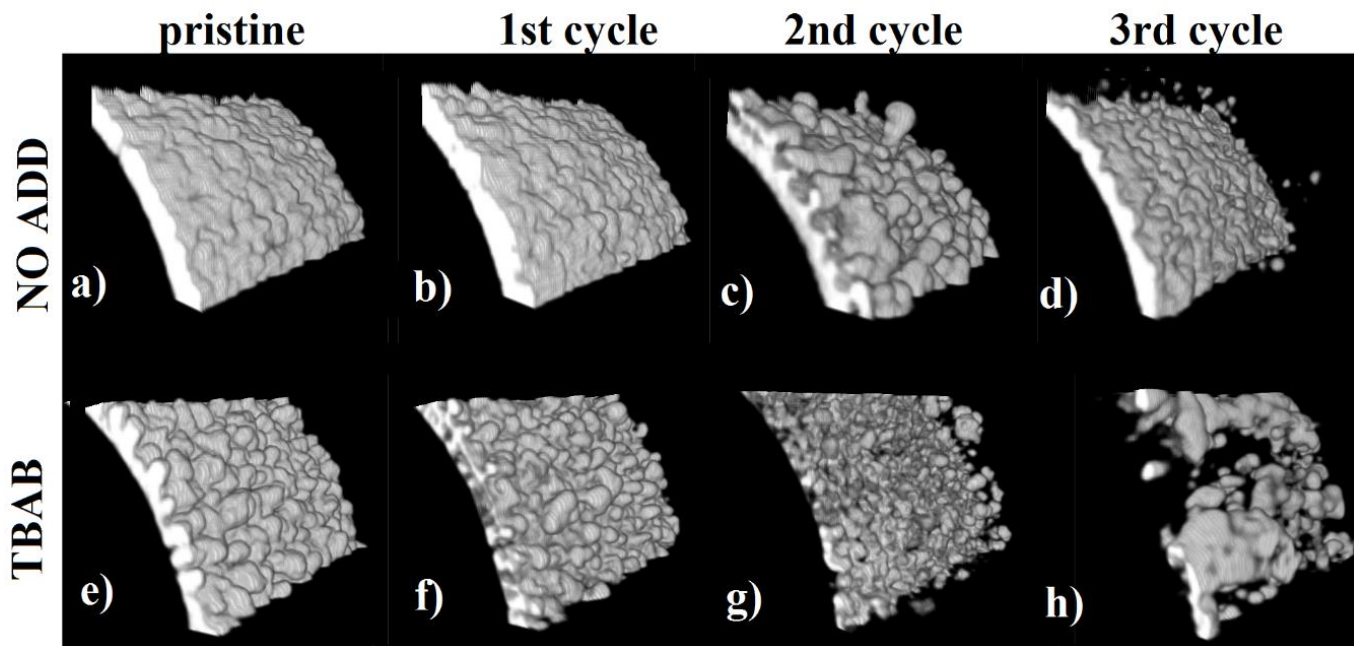 pristine 1st cycle 2nd cycle 3rd cycle
NO ADD
a) b) c) d)
TBAB
e) f) g) h)